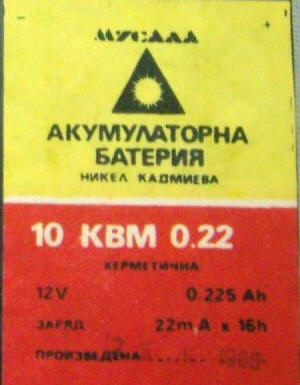 МУСАЛА
АКУМУЛАТОРНА
БАТЕРИЯ
НИКЕЛ КАДМИЕВА
10 КВМ 0.22
ХЕРМЕТИЧНА
12V 0.225 Ah
ЗАРЯД 22mA x 16h
ПРОИЗВЕДЕНА